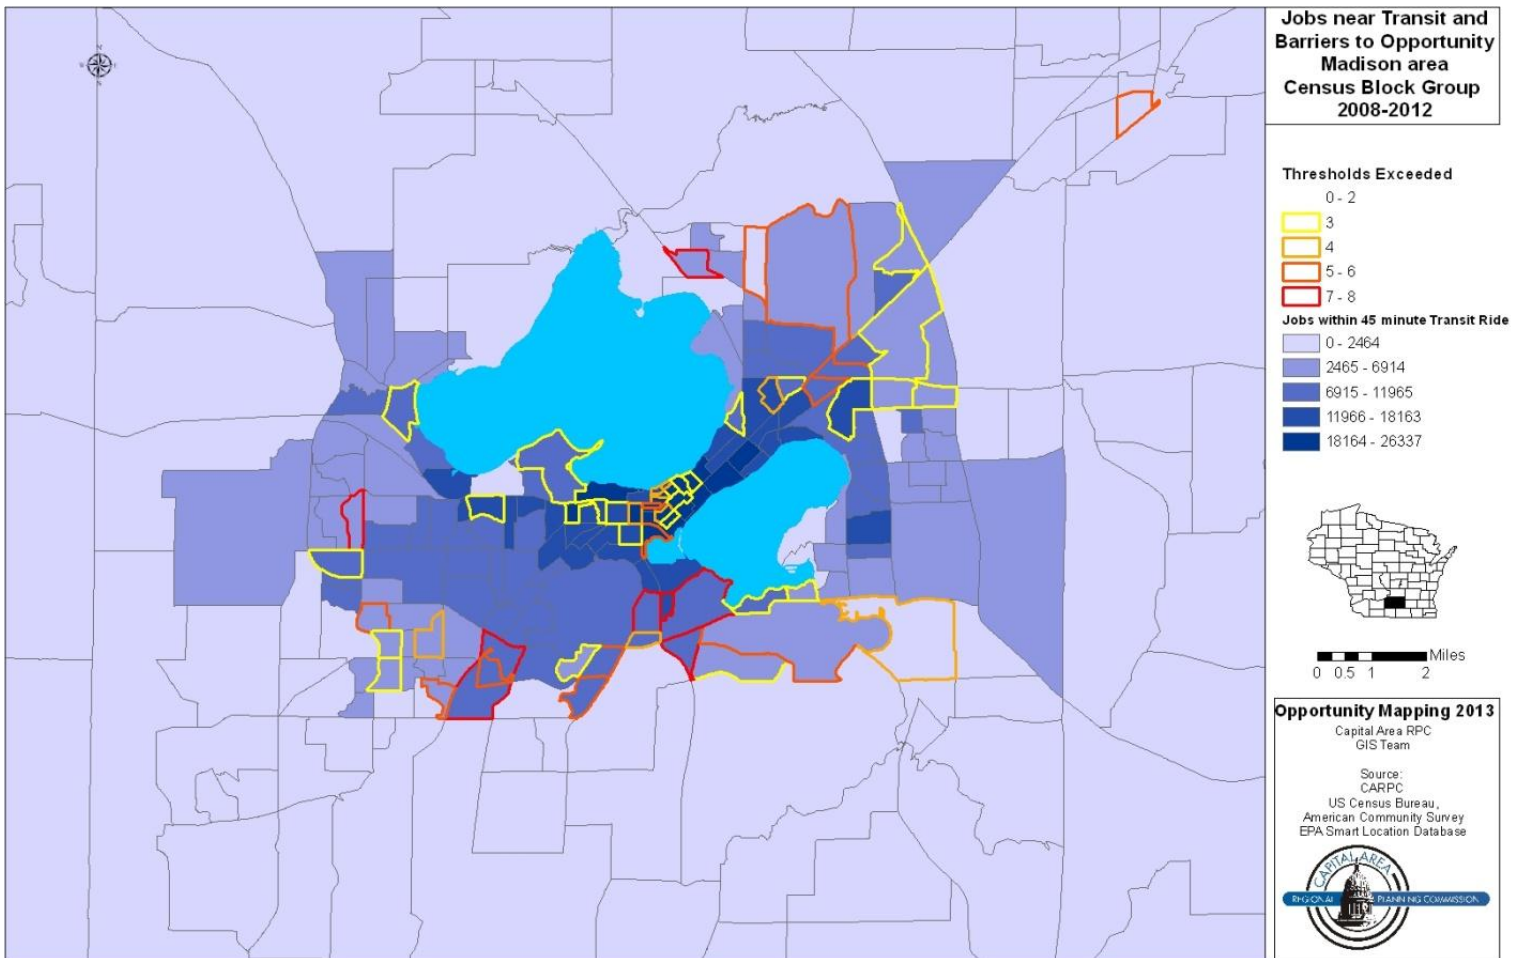 Jobs near Transit and
Barriers to Opportunity
Madison area
Census Block Group
2008-2012
Thresholds Exceeded
0 - 2
3
4
5 - 6
7 - 8
Jobs within 45 minute Transit Ride
0 - 2464
2465 - 6914
6915 - 11965
11966 - 18163
18164 - 26337
Miles
0 0.5 1 2
Opportunity Mapping 2013
Capital Area RPC
GIS Team
Source:
CARPC
US Census Bureau,
American Community Survey
EPA Smart Location Database
CAPITAL AREA
REGIONAL PLANNING COMMISSION